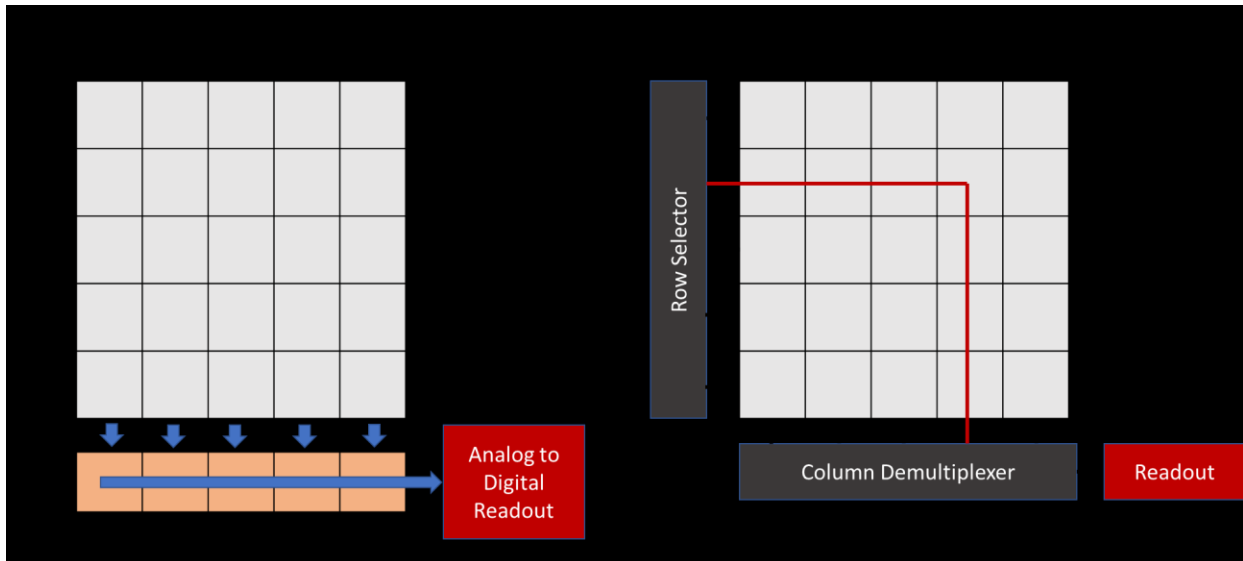 Row Selector
Analog to
Digital
Readout
Column Demultiplexer
Readout